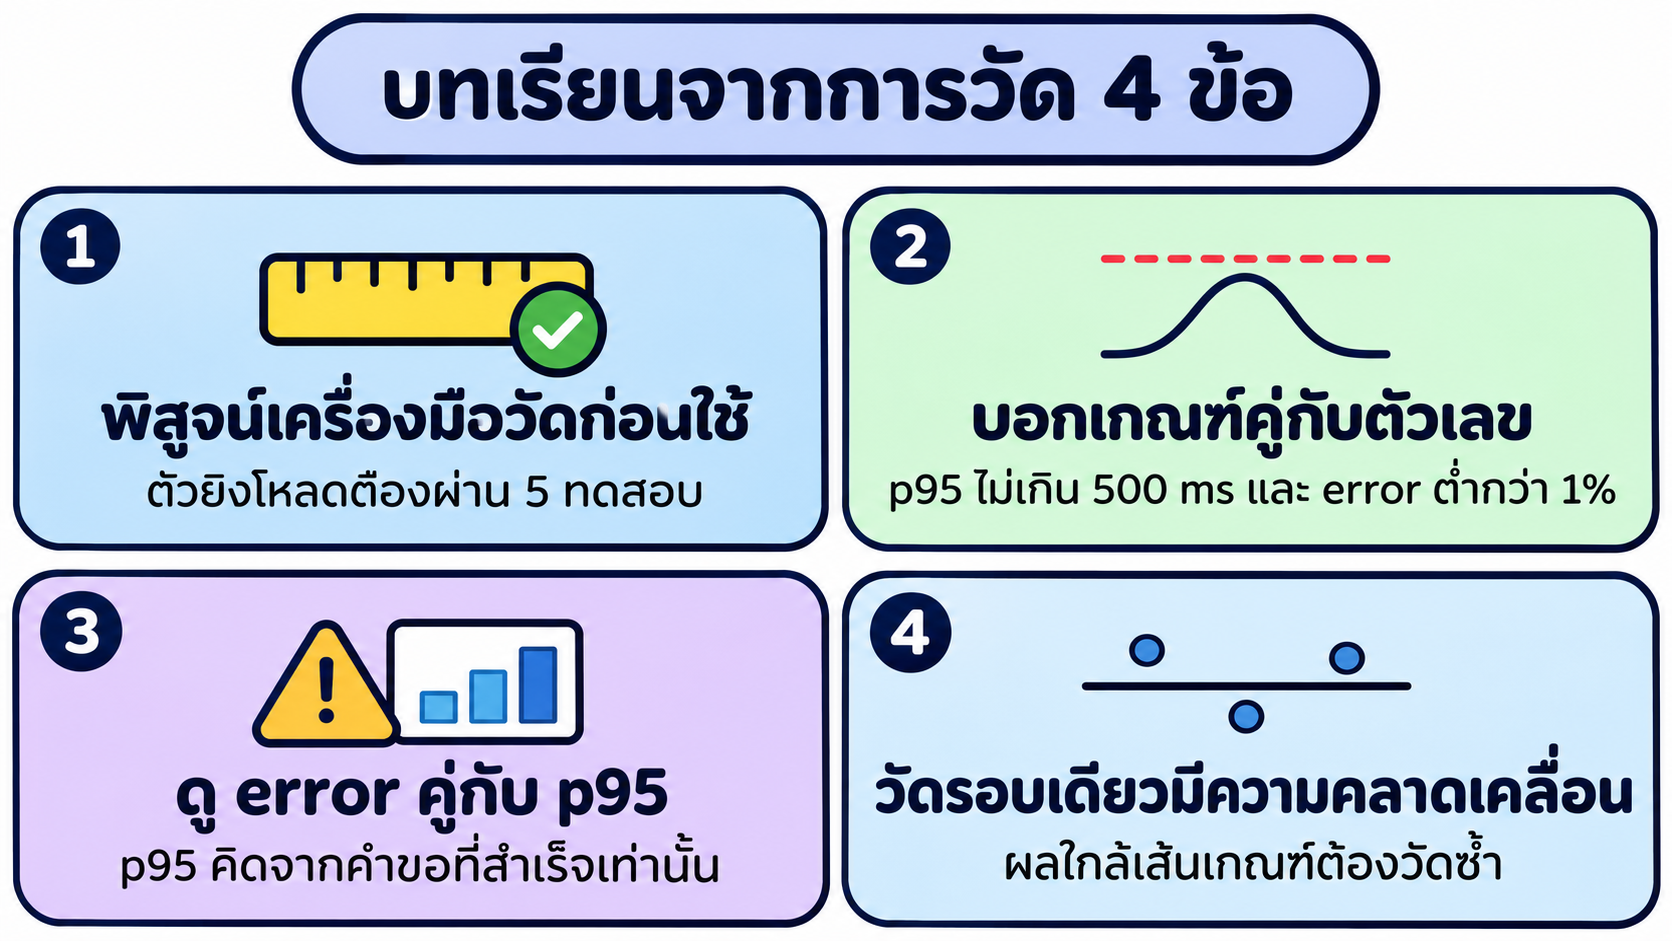 บทเรียนจากการวัด 4 ข้อ
1
พิสูจน์เครื่องมือวัดก่อนใช้
ตัวยิงโหลดตืองผ่าน 5 ทดสอบ
2
บอกเกณฑ์คู่กับตัวเลข
p95 ไม่เกิน 500 ms และ error ต่ำกว่า 1%
3
ดู error คู่กับ p95
p95 คิดจากคำขอที่สำเร็จเท่านั้น
4
วัดรอบเดียวมีความคลาดเคลื่อน
ผลใกล้เส้นเกณฑ์ต้องวัดซ้ำ